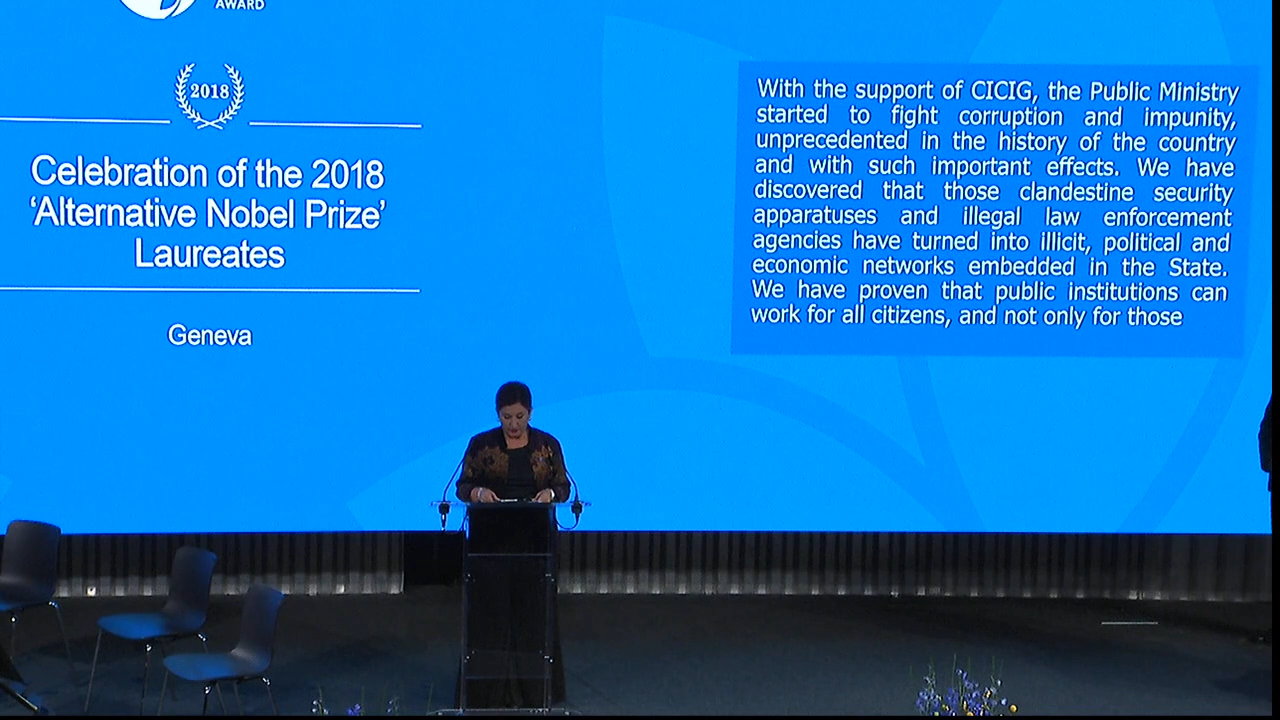 AWARD
2018
Celebration of the 2018
‘Alternative Nobel Prize’
Laureates
Geneva
With the support of CICIG, the Public Ministry
started to fight corruption and impunity,
unprecedented in the history of the country
and with such important effects. We have
discovered that those clandestine security
apparatuses and illegal law enforcement
agencies have turned into illicit, political and
economic networks embedded in the State.
We have proven that public institutions can
work for all citizens, and not only for those